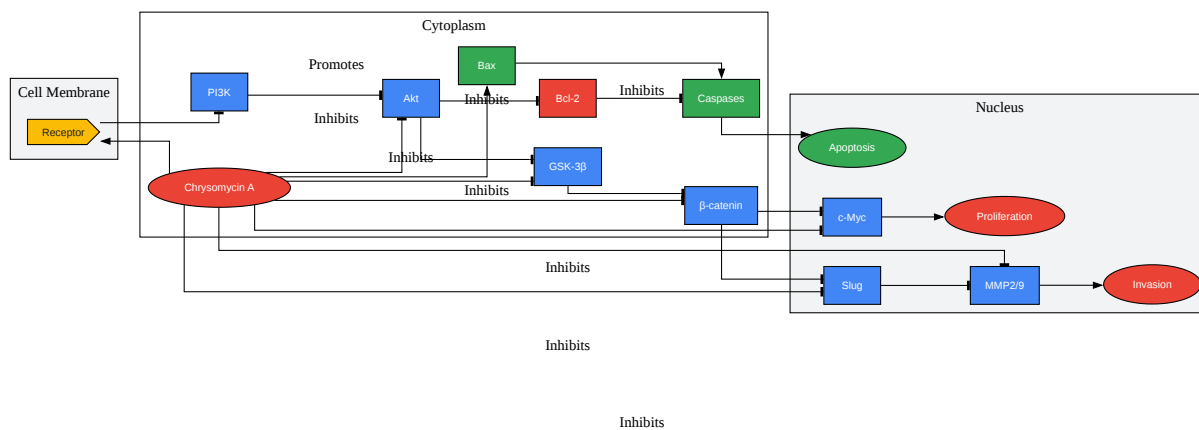 Cytoplasm
Cell Membrane
Receptor
PI3K
Promotes
Akt
Inhibits
Bax
Inhibits
Bcl-2
Inhibits
Caspases
Inhibits
GSK-3β
Chrysomycin A
Inhibits
β-catenin
Nucleus
Apoptosis
c-Myc
Proliferation
Inhibits
Slug
MMP2/9
Invasion
Inhibits
Inhibits